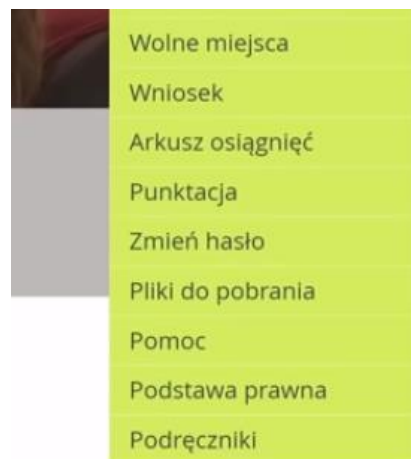 Wolne miejsca
Wniosek
Arkusz osiągnięć
Punktacja
Zmień hasło
Pliki do pobrania
Pomoc
Podstawa prawna
Podręczniki